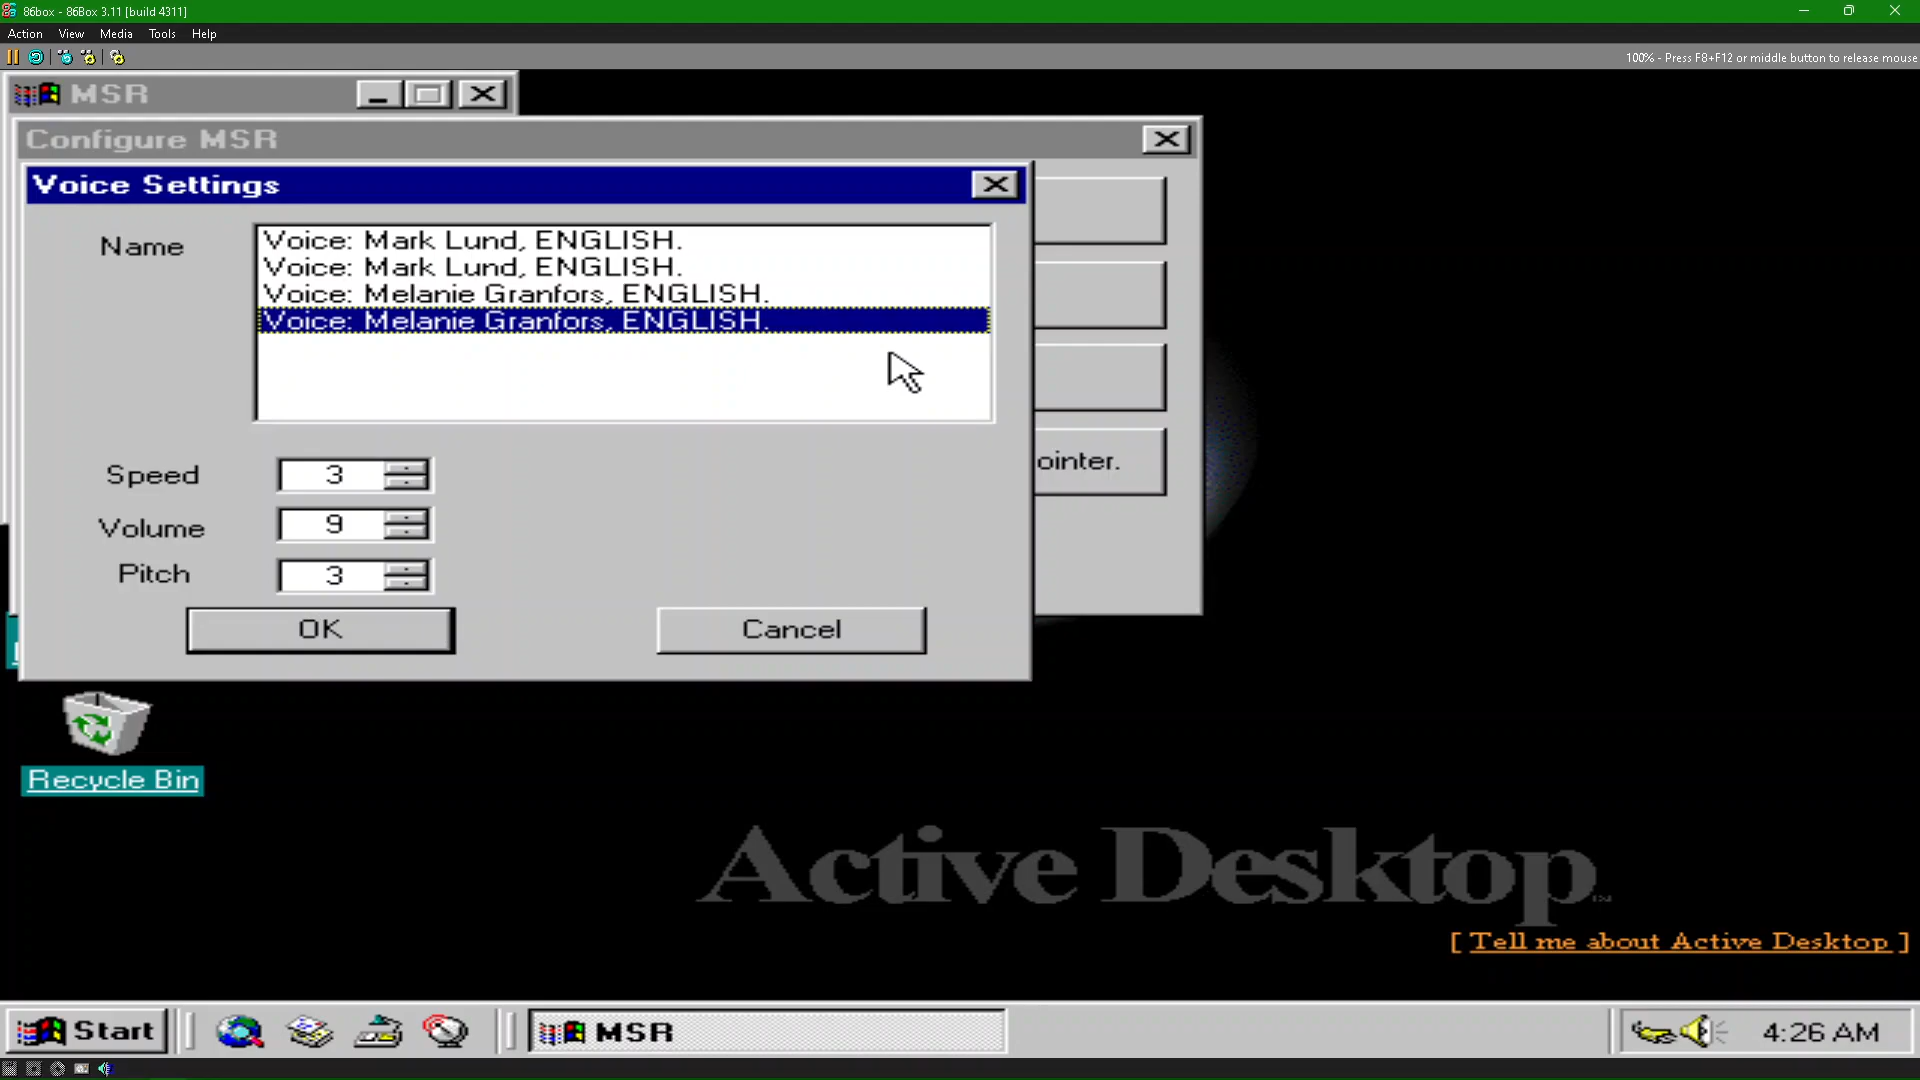 86box - 86Box 3.11 [build 4311]
Action View Media Tools Help
100% - Press F8+F12 or middle button to release mouse
MSR
Configure MSR
Voice Settings
Name
Voice: Mark Lund, ENGLISH.
Voice: Mark Lund, ENGLISH.
Voice: Melanie Granfors, ENGLISH.
Voice: Melanie Granfors, ENGLISH.
Speed 3
ointer.
Volume 9
Pitch 3
OK Cancel
Recycle Bin
Active Desktop
[ Tell me about Active Desktop ]
Start MSR 4:26 AM